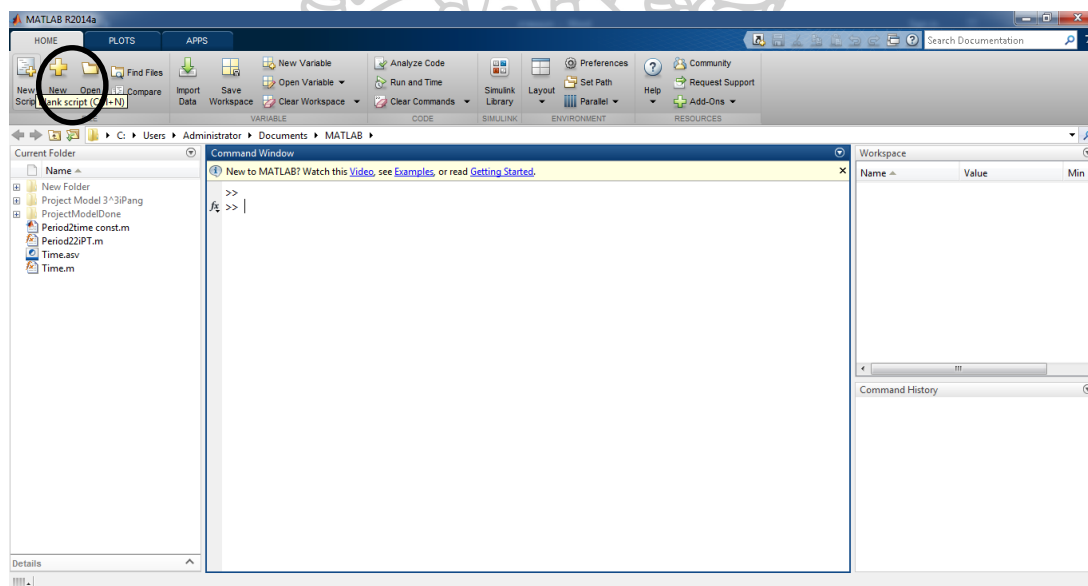 MATLAB R2014a
HOME PLOTS APPS
Search Documentation
New Script
New
Open
Find Files
Compare
Blank script (Ctrl+N)
Import Data
Save Workspace
New Variable
Open Variable
Clear Workspace
VARIABLE
Analyze Code
Run and Time
Clear Commands
CODE
Simulink Library
SIMULINK
Layout
Preferences
Set Path
Parallel
ENVIRONMENT
Help
Community
Request Support
Add-Ons
RESOURCES
C: Users Administrator Documents MATLAB
Current Folder
Name
New Folder
Project Model 3^3iPang
ProjectModelDone
Period2time const.m
Period22iPT.m
Time.asv
Time.m
Details
Command Window
New to MATLAB? Watch this Video, see Examples, or read Getting Started.
>>
fx >>
Workspace
Name Value Min
Command History